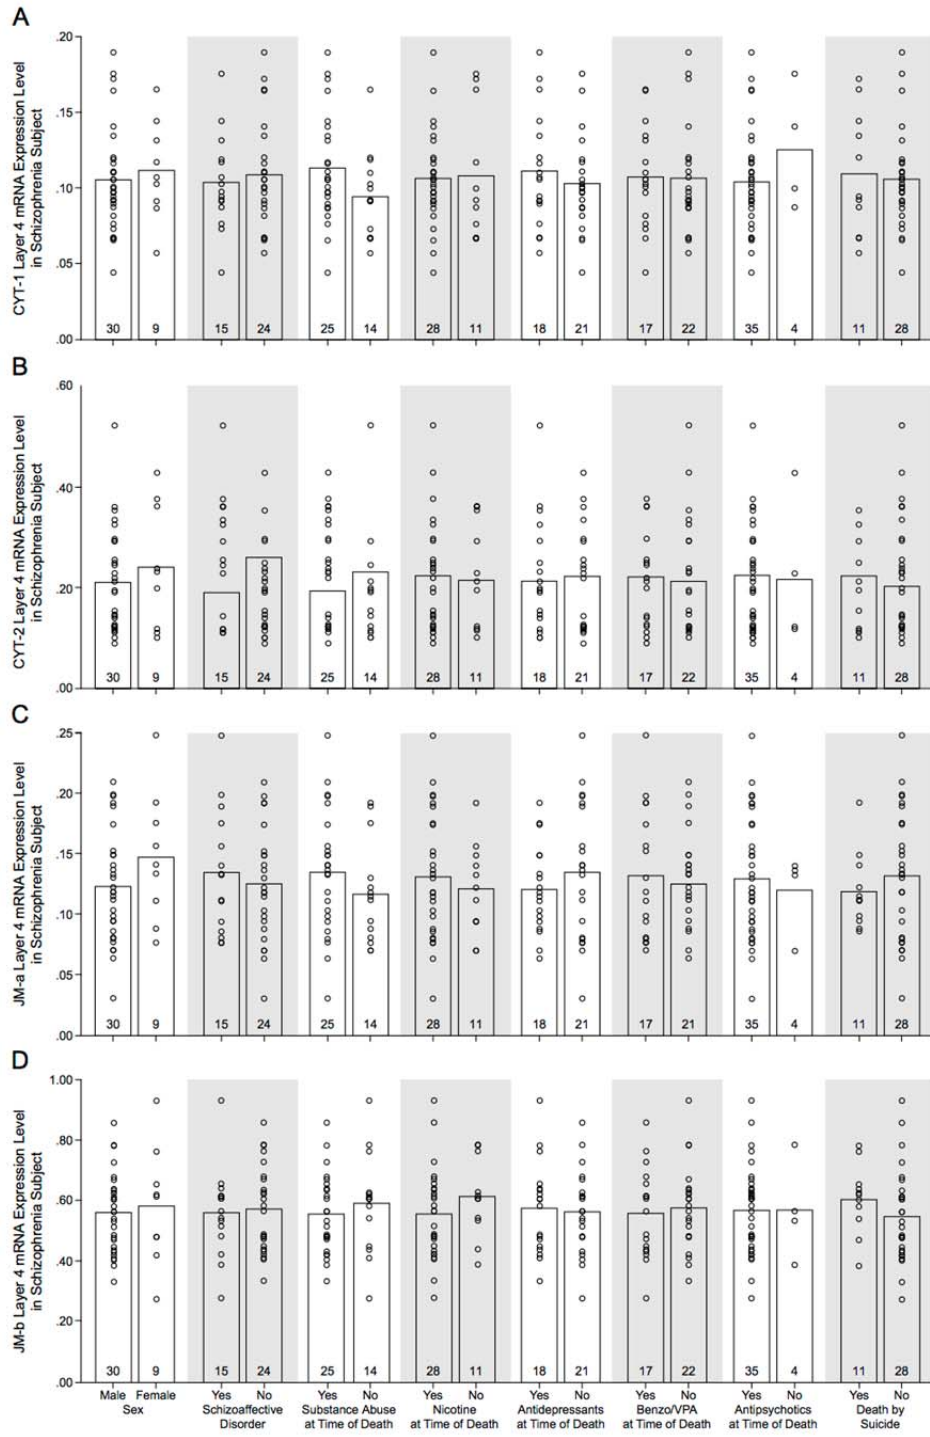 A
CYT-1 Layer 4 mRNA Expression Level
in Schizophrenia Subject
.20
.15
.10
.05
.00
30 9 15 24 25 14 28 11 18 21 17 22 35 4 11 28
B
CYT-2 Layer 4 mRNA Expression Level
in Schizophrenia Subject
.60
.40
.20
.00
30 9 15 24 25 14 28 11 18 21 17 22 35 4 11 28
C
JM-a Layer 4 mRNA Expression Level
in Schizophrenia Subject
0.25
.20
.15
.10
.05
.00
30 9 15 24 25 14 28 11 18 21 17 21 35 4 11 28
D
JM-b Layer 4 mRNA Expression Level
in Schizophrenia Subject
1.00
.80
.60
.40
.20
.00
30 9 15 24 25 14 28 11 18 21 17 22 35 4 11 28
Male Female Yes No Yes No Yes No Yes No Yes No Yes No Yes No
Sex Schizoaffective Substance Abuse Nicotine Antidepressants Benzo/VPA Antipsychotics Death by
Disorder at Time of Death at Time of Death at Time of Death at Time of Death at Time of Death Suicide